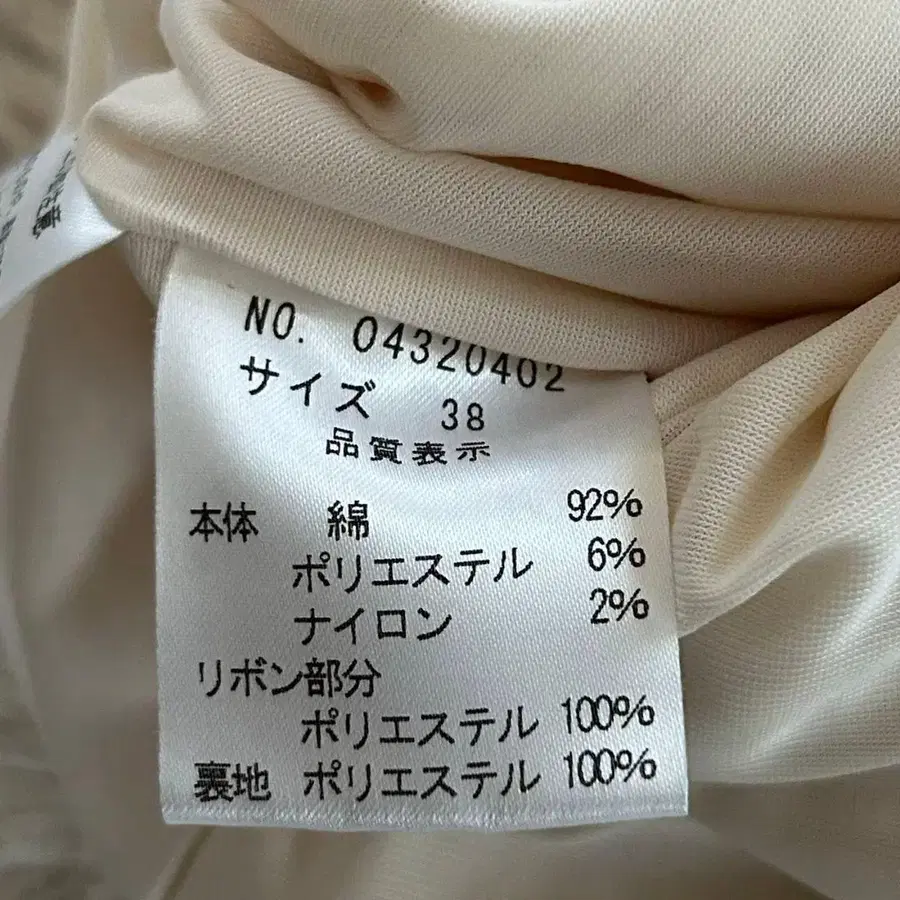 NO. 04320402
サイズ 38
品質表示
本体 綿 92%
ポリエステル 6%
ナイロン 2%
リボン部分
ポリエステル 100%
裏地 ポリエステル 100%